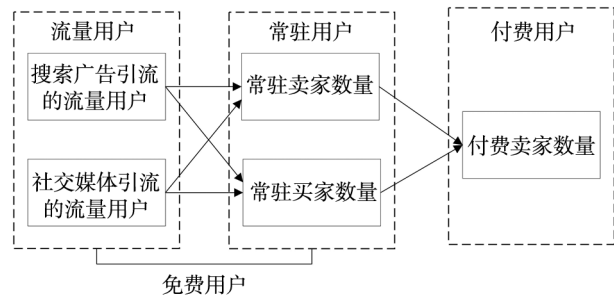 流量用户
常驻用户
付费用户
搜索广告引流
的流量用户
常驻卖家数量
付费卖家数量
社交媒体引流
的流量用户
常驻买家数量
免费用户